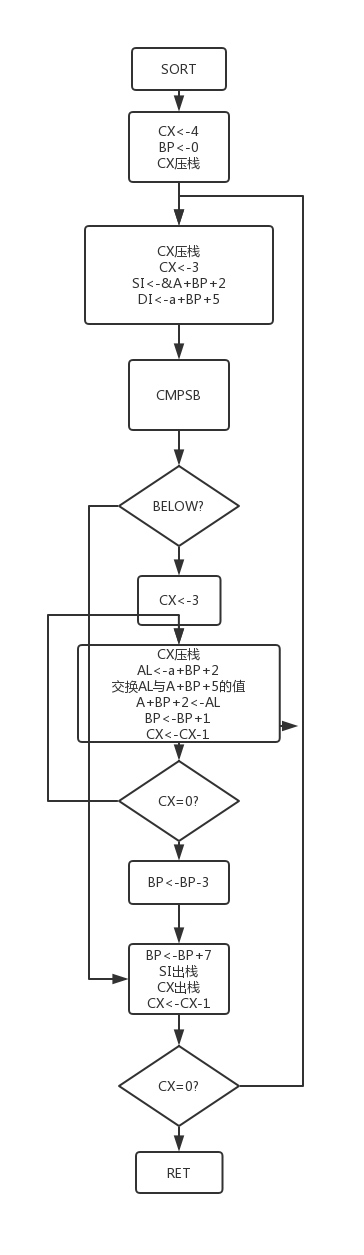 SORT
CX<-4
BP<-0
CX压栈
CX压栈
CX<-3
SI<-&A+BP+2
DI<-a+BP+5
CMPSB
BELOW?
CX<-3
CX压栈
AL<-a+BP+2
交换AL与A+BP+5的值
A+BP+2<-AL
BP<-BP+1
CX<-CX-1
CX=0?
BP<-BP-3
BP<-BP+7
SI出栈
CX出栈
CX<-CX-1
CX=0?
RET